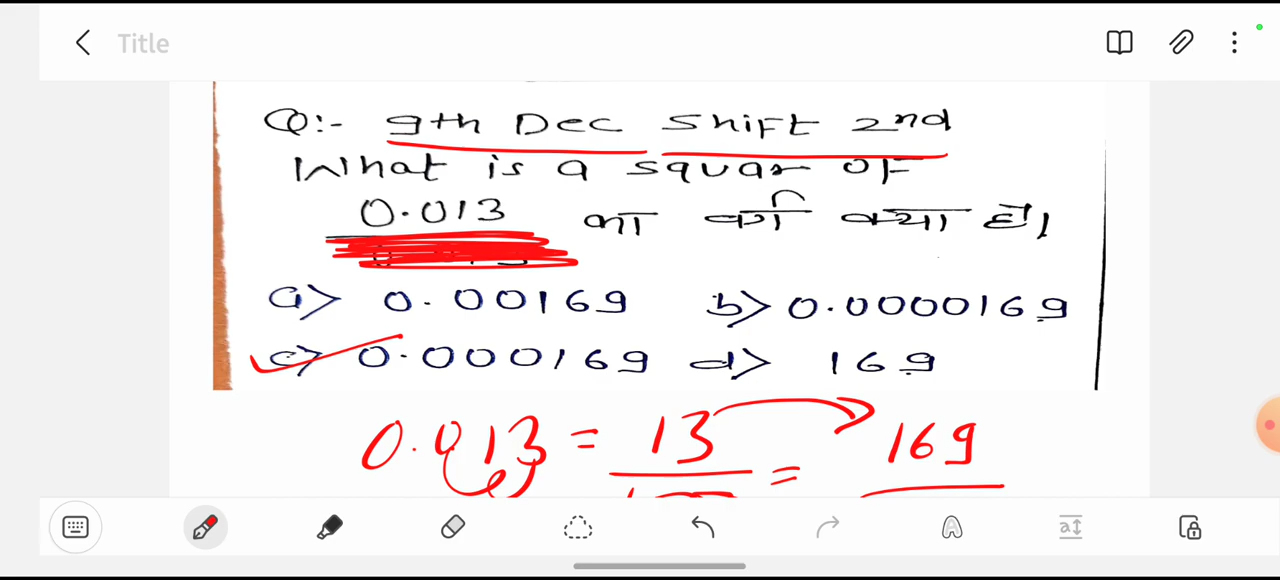 Title
Q:- 9th Dec Shift 2nd
What is a squar of
0.013 का वर्ग क्या है।
a> 0.00169 b> 0.0000169
c> 0.000169 d> 169
0.013 = 13 = 169